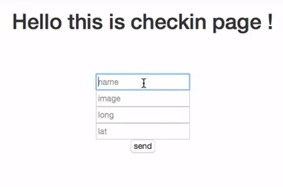 Hello this is checkin page !
name
image
long
lat
send